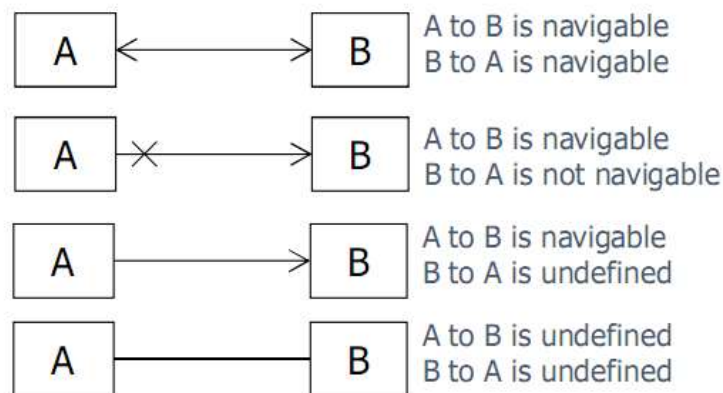 A
B
A to B is navigable
B to A is navigable
A
B
A to B is navigable
B to A is not navigable
A
B
A to B is navigable
B to A is undefined
A
B
A to B is undefined
B to A is undefined